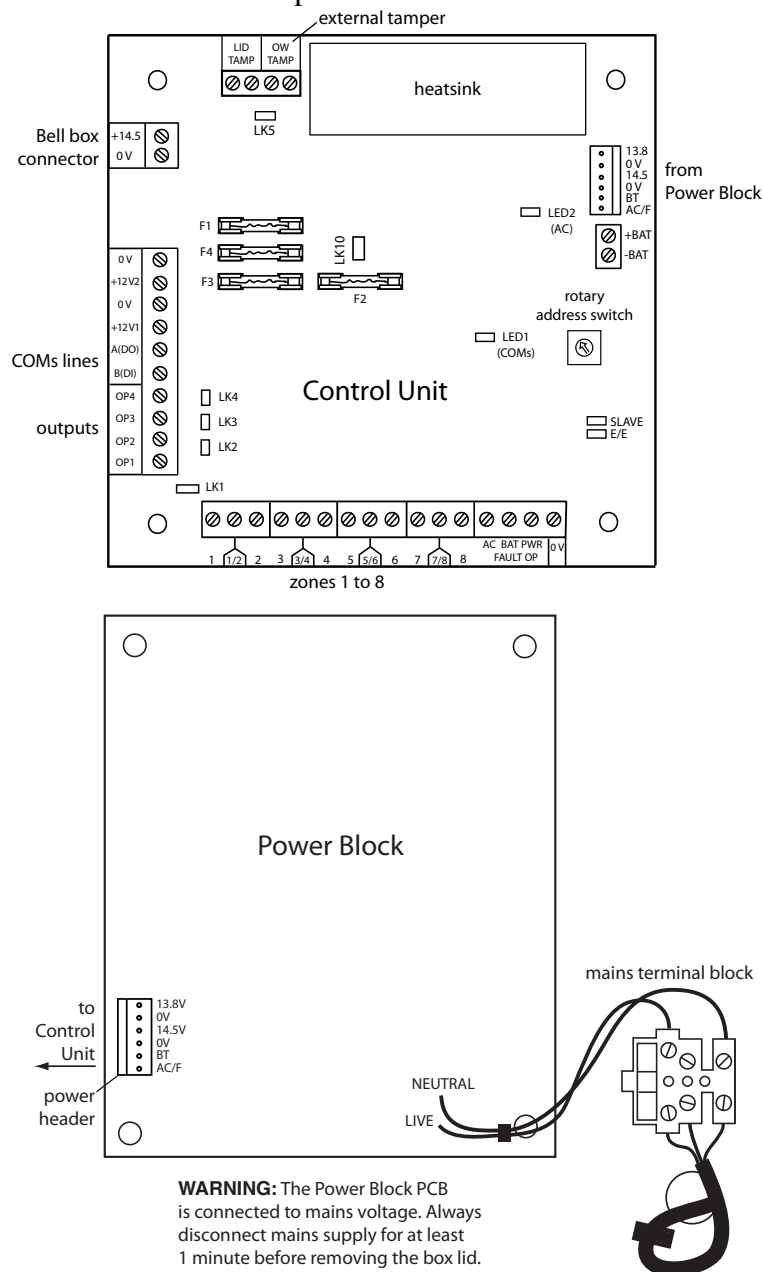 external tamper
LID TAMP
OW TAMP
heatsink
LK5
Bell box
connector
+14.5
0 V
13.8
0 V
14.5
0 V
BT
AC/F
from
Power Block
LED2
(AC)
+BAT
-BAT
F1
F4
F3
LK10
F2
rotary
address switch
LED1
(COMs)
COMs lines
0 V
+12V2
0 V
+12V1
A(DO)
B(DI)
outputs
OP4
OP3
OP2
OP1
LK4
LK3
LK2
LK1
Control Unit
SLAVE
E/E
1 1/2 2 3 3/4 4 5 5/6 6 7 7/8 8
AC BAT PWR
FAULT OP
0 V
zones 1 to 8
Power Block
to
Control
Unit
13.8V
0V
14.5V
0V
BT
AC/F
power
header
mains terminal block
NEUTRAL
LIVE
WARNING: The Power Block PCB
is connected to mains voltage. Always
disconnect mains supply for at least
1 minute before removing the box lid.